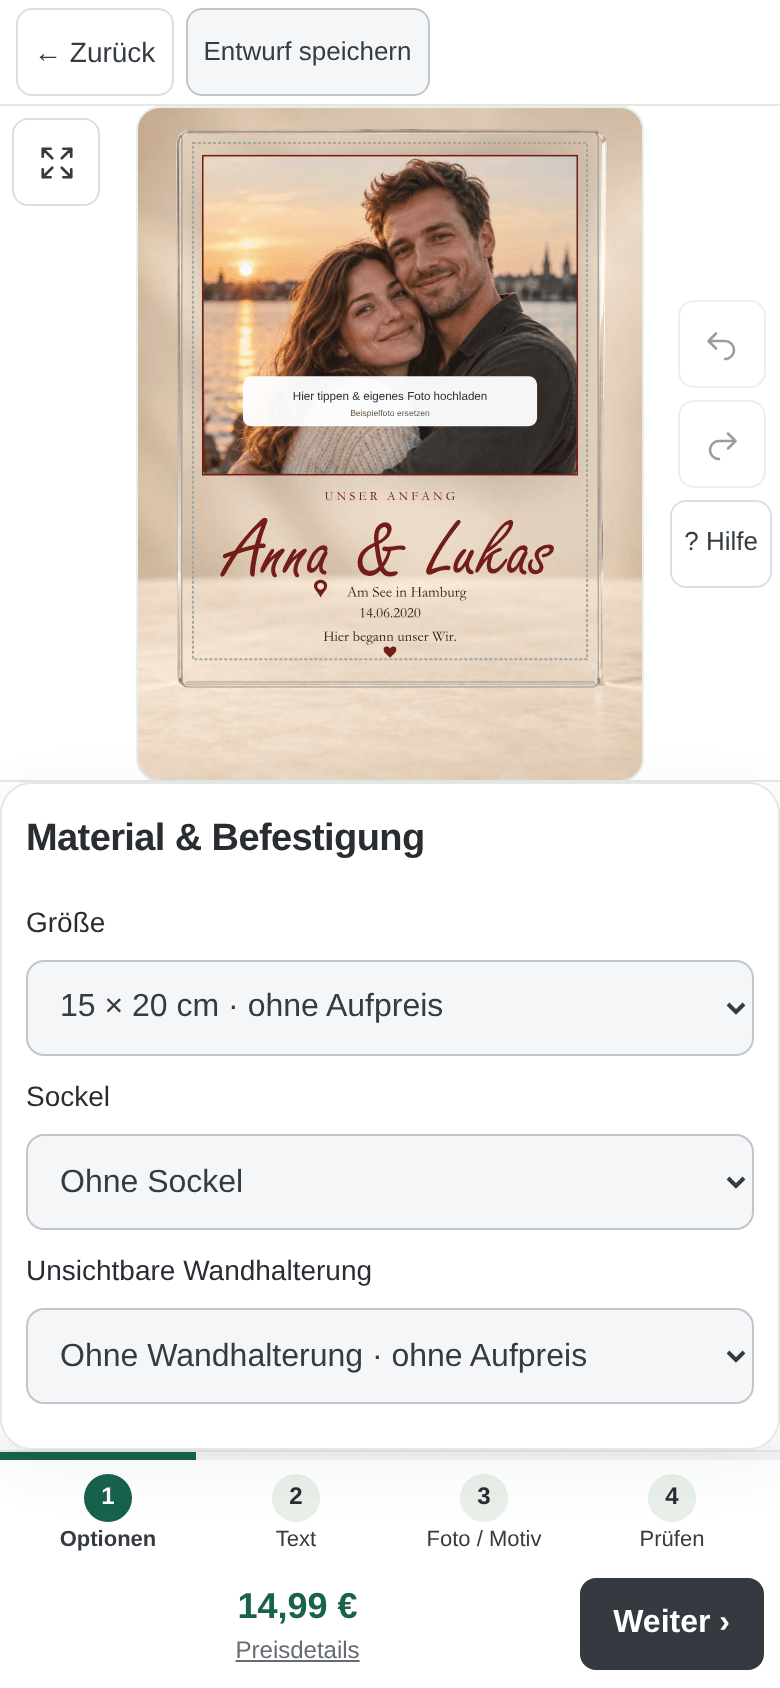 ← Zurück
Entwurf speichern
Hier tippen & eigenes Foto hochladen
Beispielfoto ersetzen
UNSER ANFANG
Anna & Lukas
Am See in Hamburg
14.06.2020
Hier begann unser Wir.
? Hilfe
Material & Befestigung
Größe
15 × 20 cm · ohne Aufpreis
Sockel
Ohne Sockel
Unsichtbare Wandhalterung
Ohne Wandhalterung · ohne Aufpreis
1
Optionen
2
Text
3
Foto / Motiv
4
Prüfen
14,99 €
Preisdetails
Weiter ›